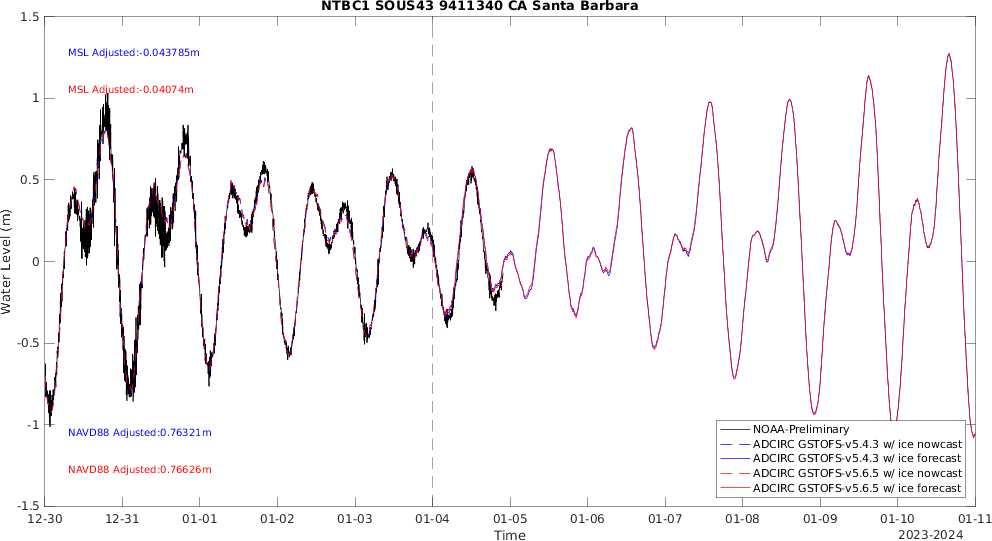 NTBC1 SOUS43 9411340 CA Santa Barbara
MSL Adjusted:-0.043785m
MSL Adjusted:-0.04074m
NAVD88 Adjusted:0.76321m
NAVD88 Adjusted:0.76626m
Water Level (m)
1.5
1
0.5
0
-0.5
-1
-1.5
NOAA-Preliminary
ADCIRC GSTOFS-v5.4.3 w/ ice nowcast
ADCIRC GSTOFS-v5.4.3 w/ ice forecast
ADCIRC GSTOFS-v5.6.5 w/ ice nowcast
ADCIRC GSTOFS-v5.6.5 w/ ice forecast
12-30 12-31 01-01 01-02 01-03 01-04 01-05 01-06 01-07 01-08 01-09 01-10 01-11
Time
2023-2024